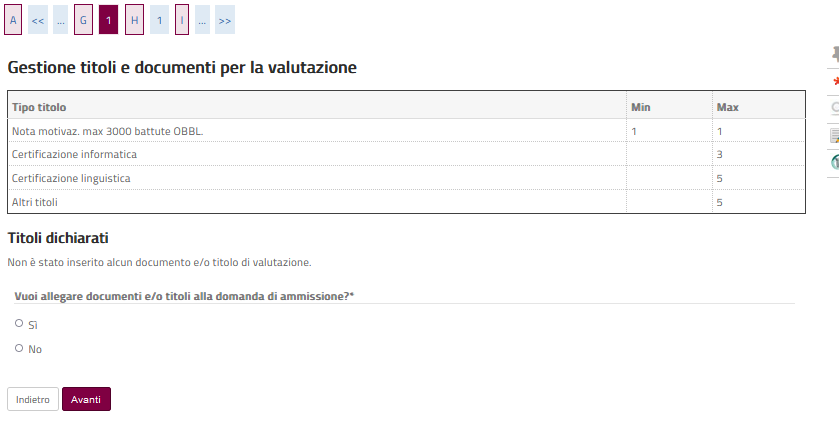 A << ... G 1 H 1 I ... >>
Gestione titoli e documenti per la valutazione
Tipo titolo Min Max
Nota motivaz. max 3000 battute OBBL. 1 1
Certificazione informatica 3
Certificazione linguistica 5
Altri titoli 5
Titoli dichiarati
Non è stato inserito alcun documento e/o titolo di valutazione.
Vuoi allegare documenti e/o titoli alla domanda di ammissione?*
Sì
No
Indietro Avanti